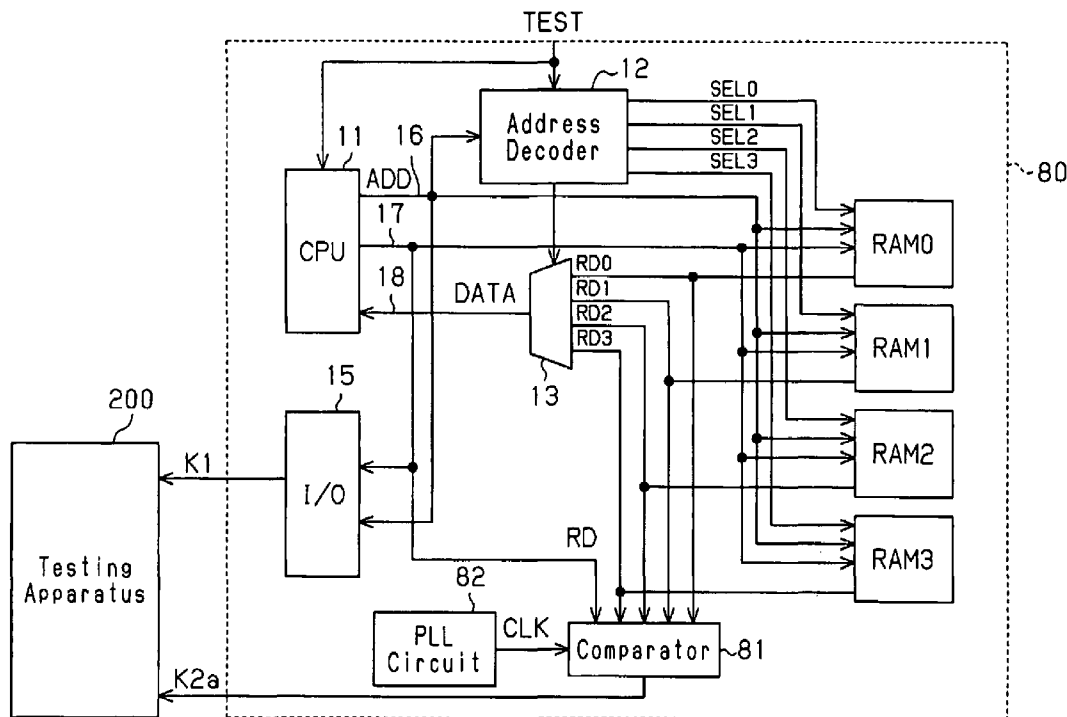 TEST
12
SEL0
SEL1
SEL2
SEL3
Address
Decoder
80
11
16
ADD
17
CPU
18
DATA
RD0
RD1
RD2
RD3
13
RAM0
RAM1
RAM2
RAM3
15
200
K1
I/O
RD
Testing
Apparatus
82
PLL
Circuit
CLK
Comparator
81
K2a